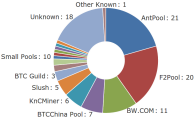 Other Known : 1
Unknown : 18
AntPool : 21
Small Pools : 10
BTC Guild : 3
Slush : 5
F2Pool : 20
KnCMiner : 6
BTCChina Pool : 7
BW.COM : 11